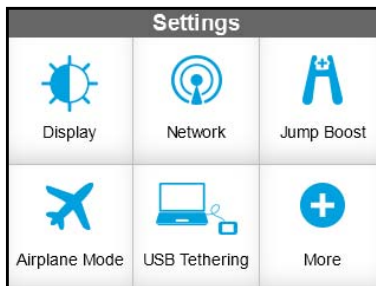 Settings
Display
Network
Jump Boost
Airplane Mode
USB Tethering
More